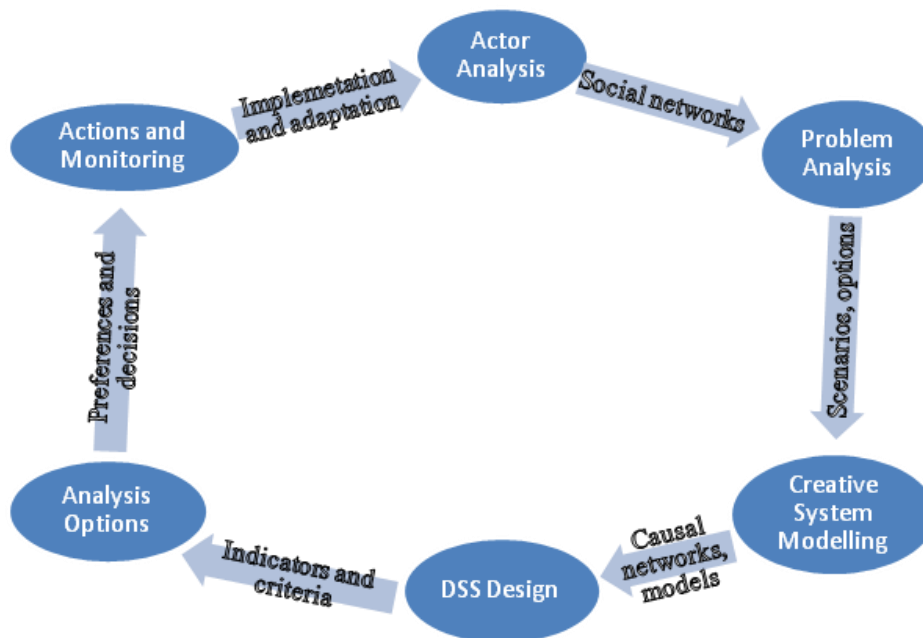 Actor
Analysis
Social networks
Problem
Analysis
Scenarios, options
Creative
System
Modelling
Causal
networks,
models
DSS Design
Indicators and
criteria
Analysis
Options
Preferences and
decisions
Actions and
Monitoring
Implemetation
and adaptation